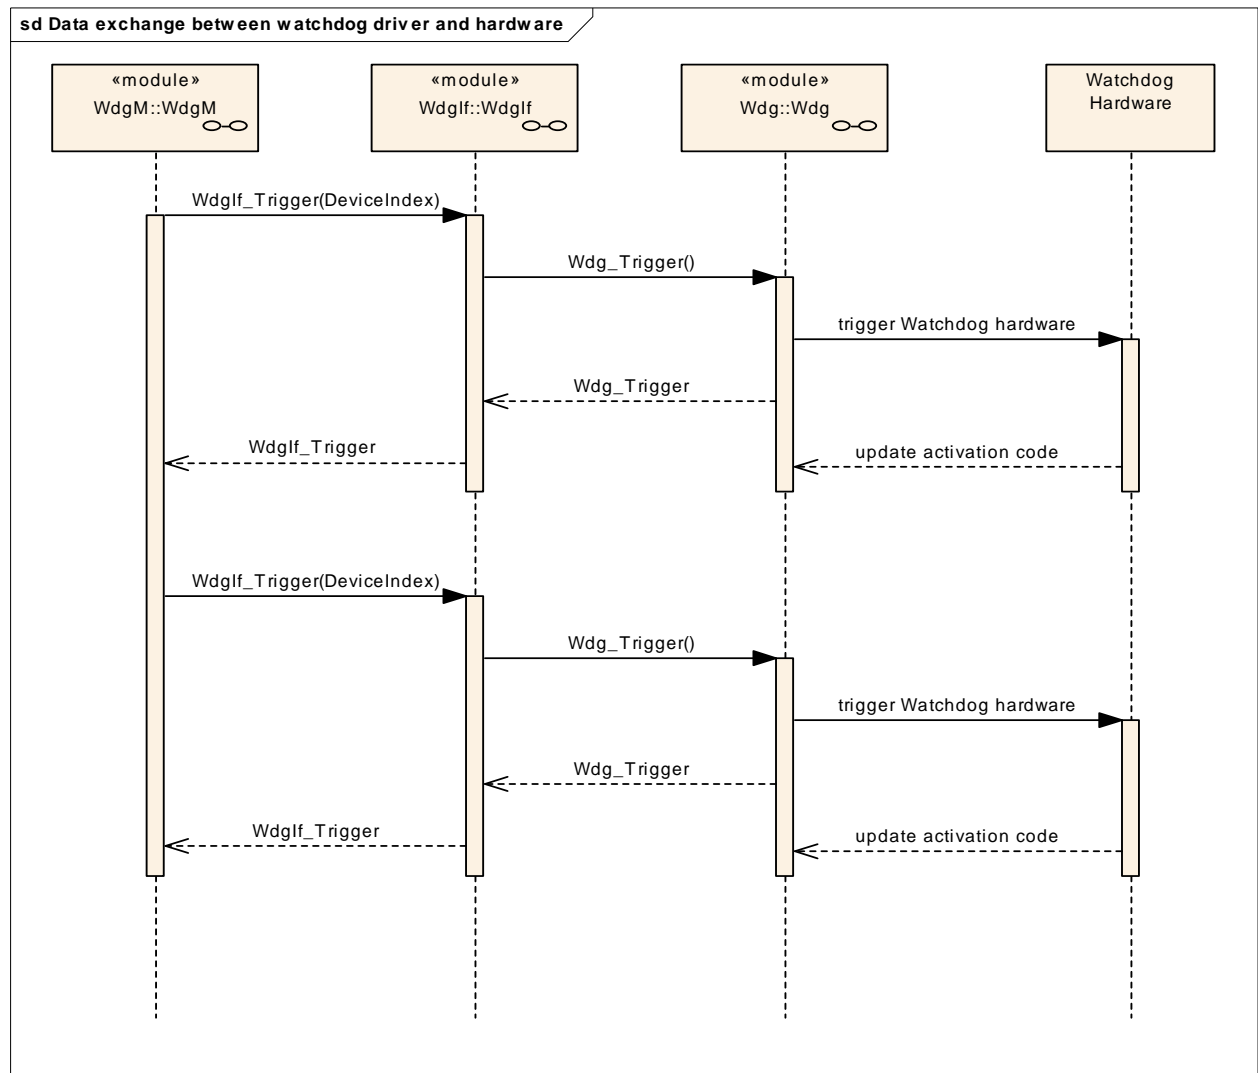 sd Data exchange between watchdog driver and hardware
«module»
WdgM::WdgM
«module»
WdgIf::WdgIf
«module»
Wdg::Wdg
Watchdog
Hardware
WdgIf_Trigger(DeviceIndex)
Wdg_Trigger()
trigger Watchdog hardware
Wdg_Trigger
WdgIf_Trigger
update activation code
WdgIf_Trigger(DeviceIndex)
Wdg_Trigger()
trigger Watchdog hardware
Wdg_Trigger
WdgIf_Trigger
update activation code